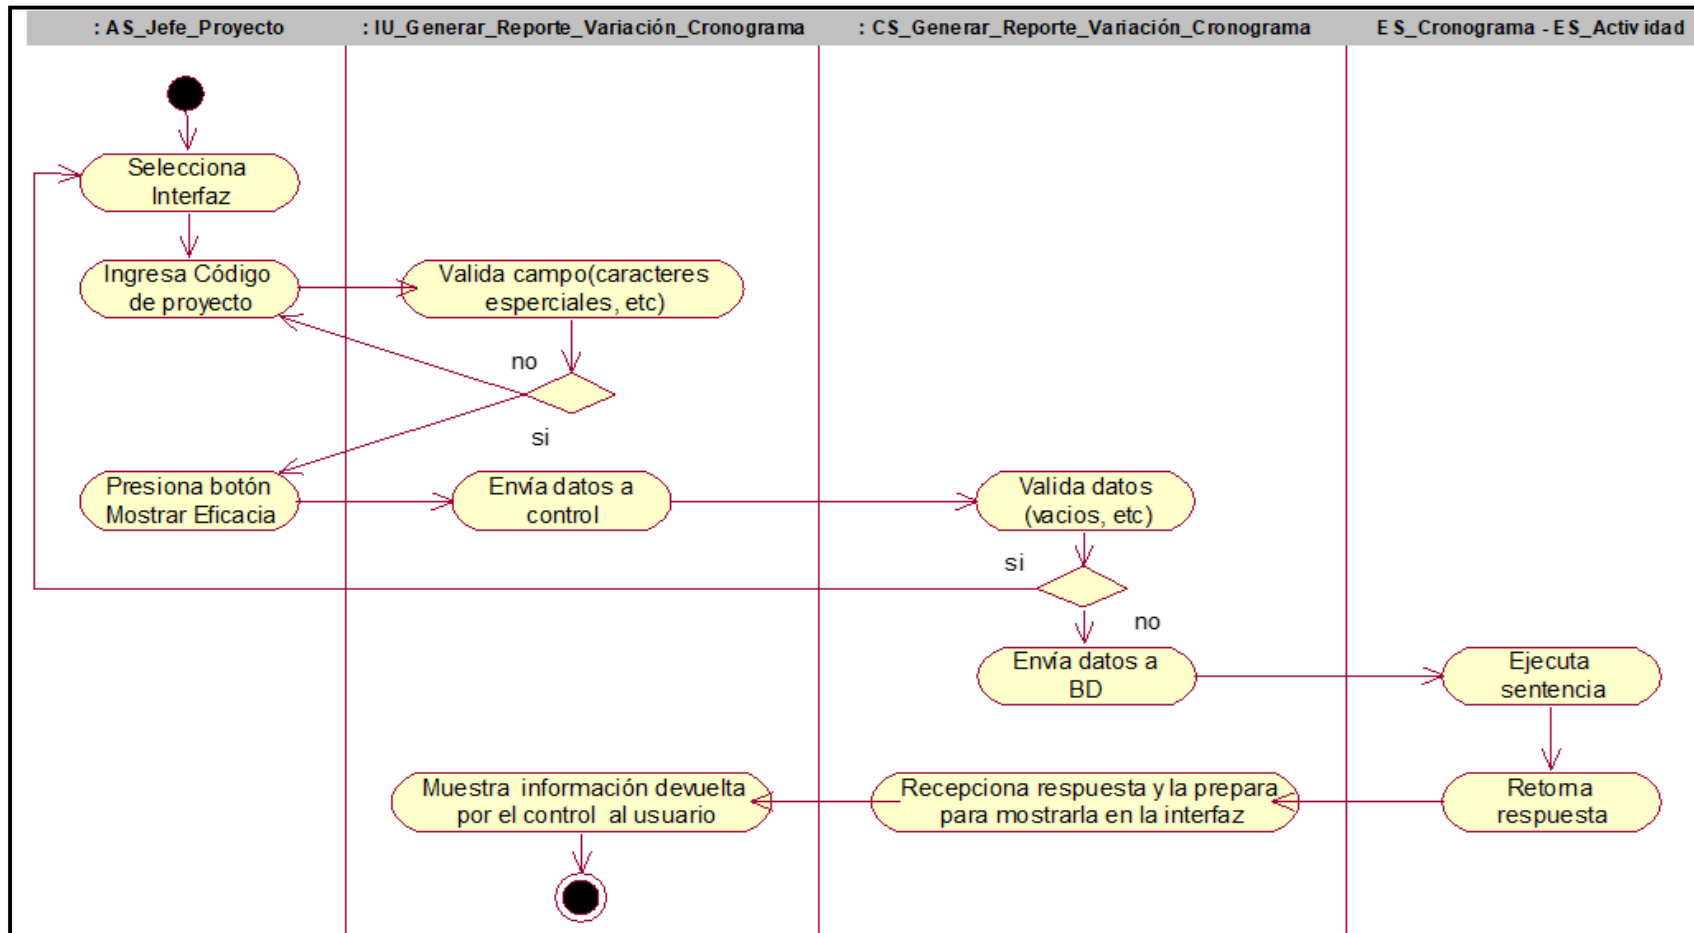 : AS_Jefe_Proyecto
: IU_Generar_Reporte_Variación_Cronograma
: CS_Generar_Reporte_Variación_Cronograma
ES_Cronograma - ES_Actividad
Selecciona
Interfaz
Ingresa Código
de proyecto
Valida campo(caracteres
esperciales, etc)
no
si
Presiona botón
Mostrar Eficacia
Envía datos a
control
Valida datos
(vacios, etc)
si
no
Envía datos a
BD
Ejecuta
sentencia
Muestra información devuelta
por el control al usuario
Recepciona respuesta y la prepara
para mostrarla en la interfaz
Retorna
respuesta